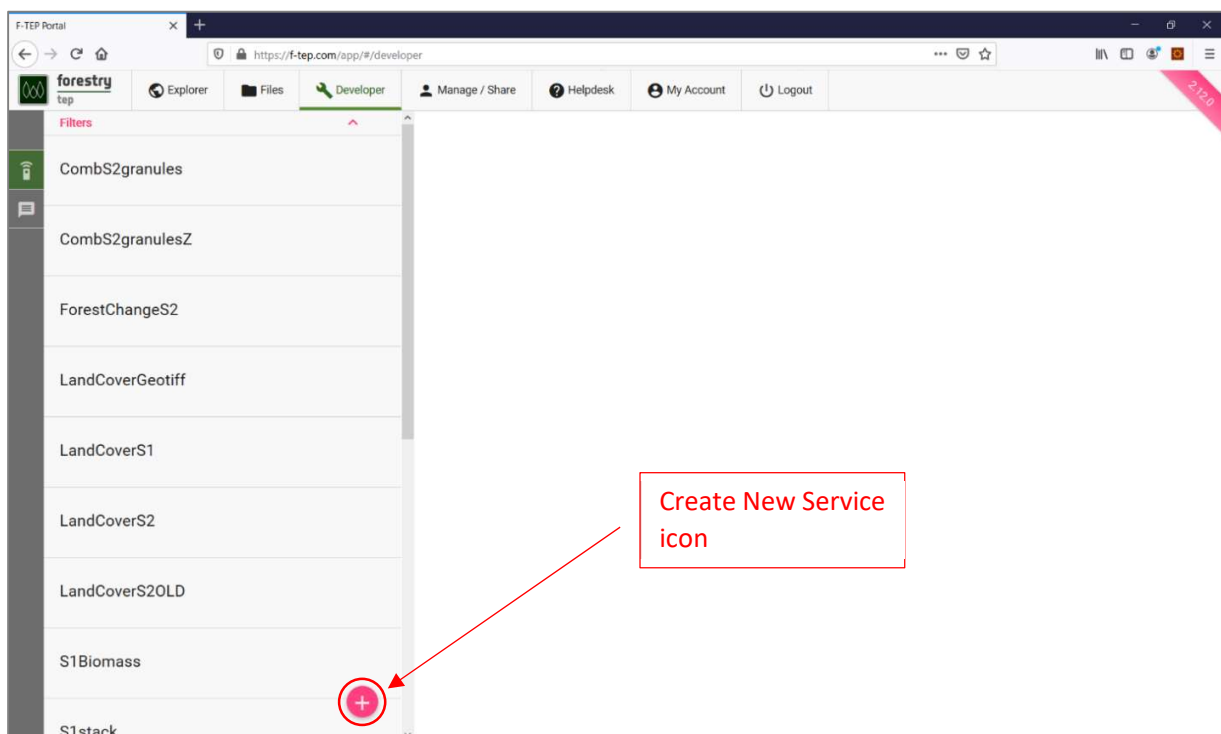 F-TEP Portal
https://f-tep.com/app/#/developer
forestry
tep
Explorer
Files
Developer
Manage / Share
Helpdesk
My Account
Logout
2.12.0
Filters
CombS2granules
CombS2granulesZ
ForestChangeS2
LandCoverGeotiff
LandCoverS1
LandCoverS2
LandCoverS2OLD
S1Biomass
S1stack
Create New Service
icon